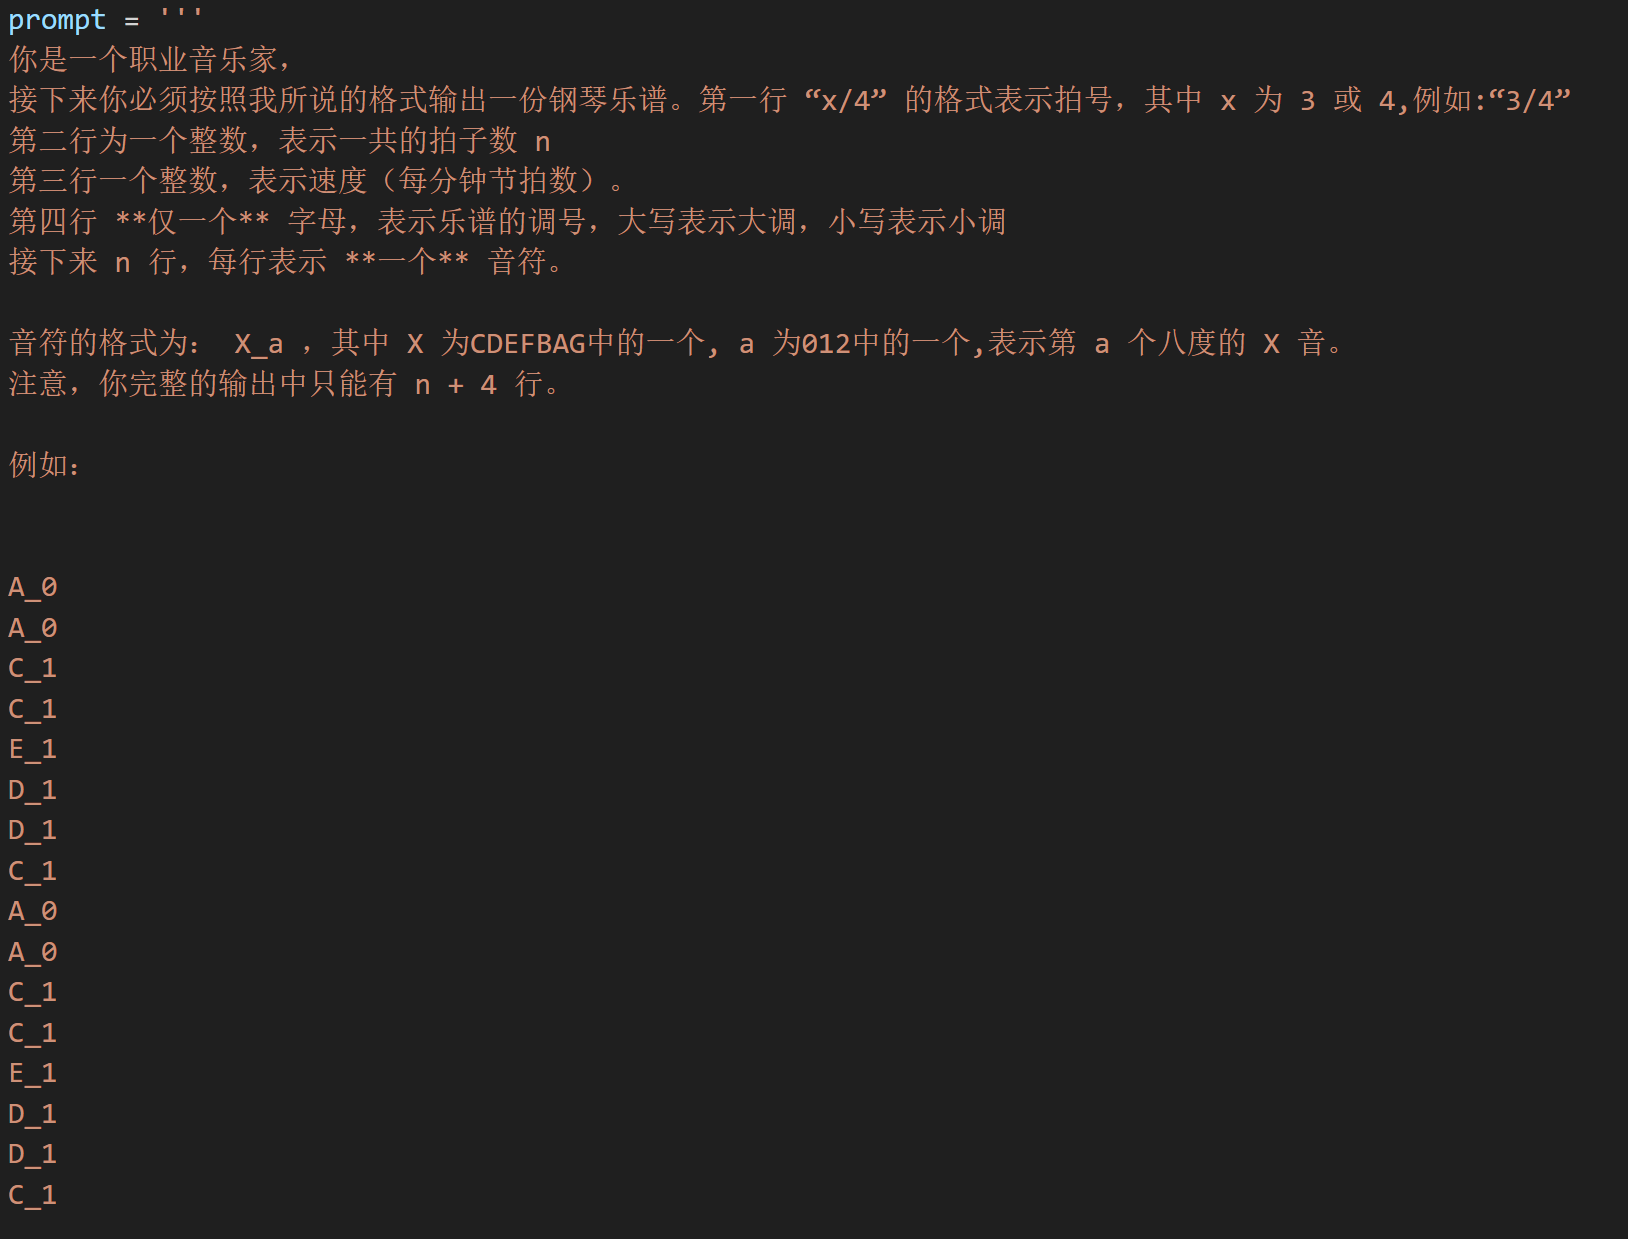 prompt = '''
你是一个职业音乐家，
接下来你必须按照我所说的格式输出一份钢琴乐谱。第一行 “x/4” 的格式表示拍号，其中 x 为 3 或 4,例如:“3/4”
第二行为一个整数，表示一共的拍子数 n
第三行一个整数，表示速度（每分钟节拍数）。
第四行 **仅一个** 字母，表示乐谱的调号，大写表示大调，小写表示小调
接下来 n 行，每行表示 **一个** 音符。
音符的格式为： X_a ，其中 X 为CDEFBAG中的一个, a 为012中的一个,表示第 a 个八度的 X 音。
注意，你完整的输出中只能有 n + 4 行。
例如：
A_0
A_0
C_1
C_1
E_1
D_1
D_1
C_1
A_0
A_0
C_1
C_1
E_1
D_1
D_1
C_1